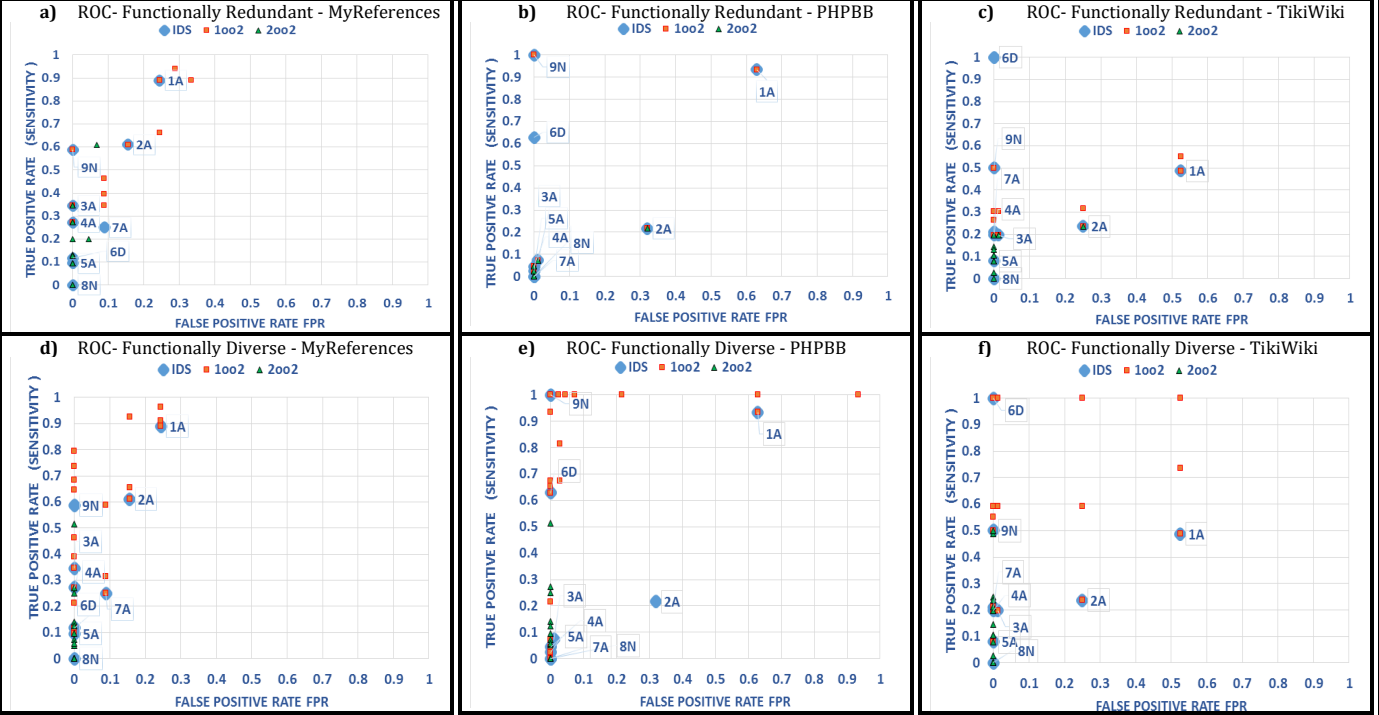 a) ROC- Functionally Redundant - MyReferences
IDS 1oo2 2oo2
TRUE POSITIVE RATE (SENSITIVITY )
1
0.9
0.8
0.7
0.6
0.5
0.4
0.3
0.2
0.1
0
1A
2A
9N
3A
4A
7A
6D
5A
8N
0 0.1 0.2 0.3 0.4 0.5 0.6 0.7 0.8 0.9 1
FALSE POSITIVE RATE FPR
b) ROC- Functionally Redundant - PHPBB
IDS 1oo2 2oo2
TRUE POSITIVE RATE (SENSITIVITY )
1
0.9
0.8
0.7
0.6
0.5
0.4
0.3
0.2
0.1
0
9N
1A
6D
3A
5A
2A
4A
8N
7A
0 0.1 0.2 0.3 0.4 0.5 0.6 0.7 0.8 0.9 1
FALSE POSITIVE RATE FPR
c) ROC- Functionally Redundant - TikiWiki
IDS 1oo2 2oo2
TRUE POSITIVE RATE (SENSITIVITY )
1
0.9
0.8
0.7
0.6
0.5
0.4
0.3
0.2
0.1
0
6D
9N
7A
1A
4A
2A
3A
5A
8N
0 0.1 0.2 0.3 0.4 0.5 0.6 0.7 0.8 0.9 1
FALSE POSITIVE RATE FPR
d) ROC- Functionally Diverse - MyReferences
IDS 1oo2 2oo2
TRUE POSITIVE RATE (SENSITIVITY )
1
0.9
0.8
0.7
0.6
0.5
0.4
0.3
0.2
0.1
0
1A
2A
9N
3A
4A
6D
7A
5A
8N
0 0.1 0.2 0.3 0.4 0.5 0.6 0.7 0.8 0.9 1
FALSE POSITIVE RATE FPR
e) ROC- Functionally Diverse - PHPBB
IDS 1oo2 2oo2
TRUE POSITIVE RATE (SENSITIVITY )
1
0.9
0.8
0.7
0.6
0.5
0.4
0.3
0.2
0.1
0
9N
1A
6D
3A
2A
4A
5A
7A
8N
0 0.1 0.2 0.3 0.4 0.5 0.6 0.7 0.8 0.9 1
FALSE POSITIVE RATE FPR
f) ROC- Functionally Diverse - TikiWiki
IDS 1oo2 2oo2
TRUE POSITIVE RATE (SENSITIVITY )
1
0.9
0.8
0.7
0.6
0.5
0.4
0.3
0.2
0.1
0
6D
9N
1A
7A
4A
2A
3A
5A
8N
0 0.1 0.2 0.3 0.4 0.5 0.6 0.7 0.8 0.9 1
FALSE POSITIVE RATE FPR